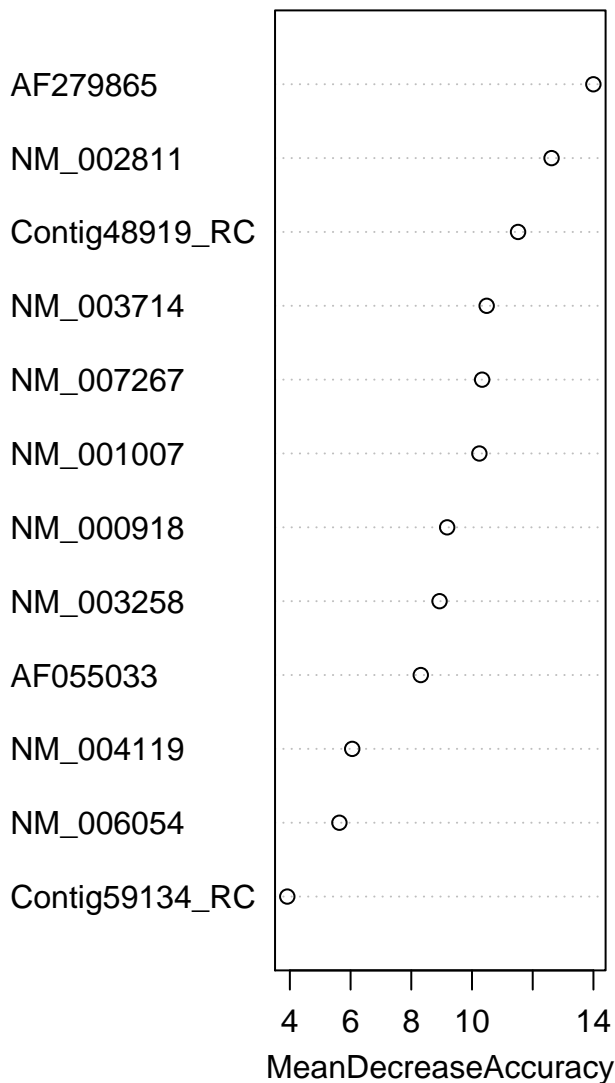 AF279865
NM_002811
Contig48919_RC
NM_003714
NM_007267
NM_001007
NM_000918
NM_003258
AF055033
NM_004119
NM_006054
Contig59134_RC
4 6 8 10 14
MeanDecreaseAccuracy